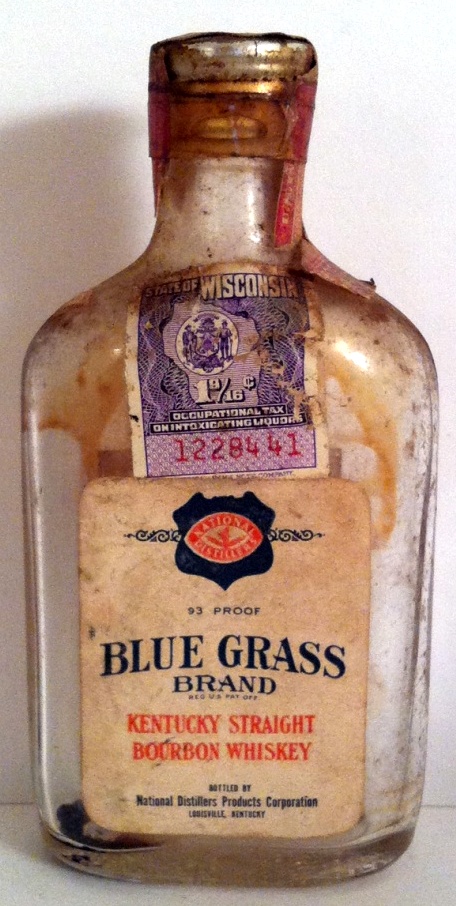 STATE OF WISCONSIN
1 9/16 ¢
OCCUPATIONAL TAX
ON INTOXICATING LIQUORS
1228441
NATIONAL
DISTILLERS
93 PROOF
BLUE GRASS
BRAND
REG U.S. PAT. OFF.
KENTUCKY STRAIGHT
BOURBON WHISKEY
BOTTLED BY
National Distillers Products Corporation
LOUISVILLE, KENTUCKY